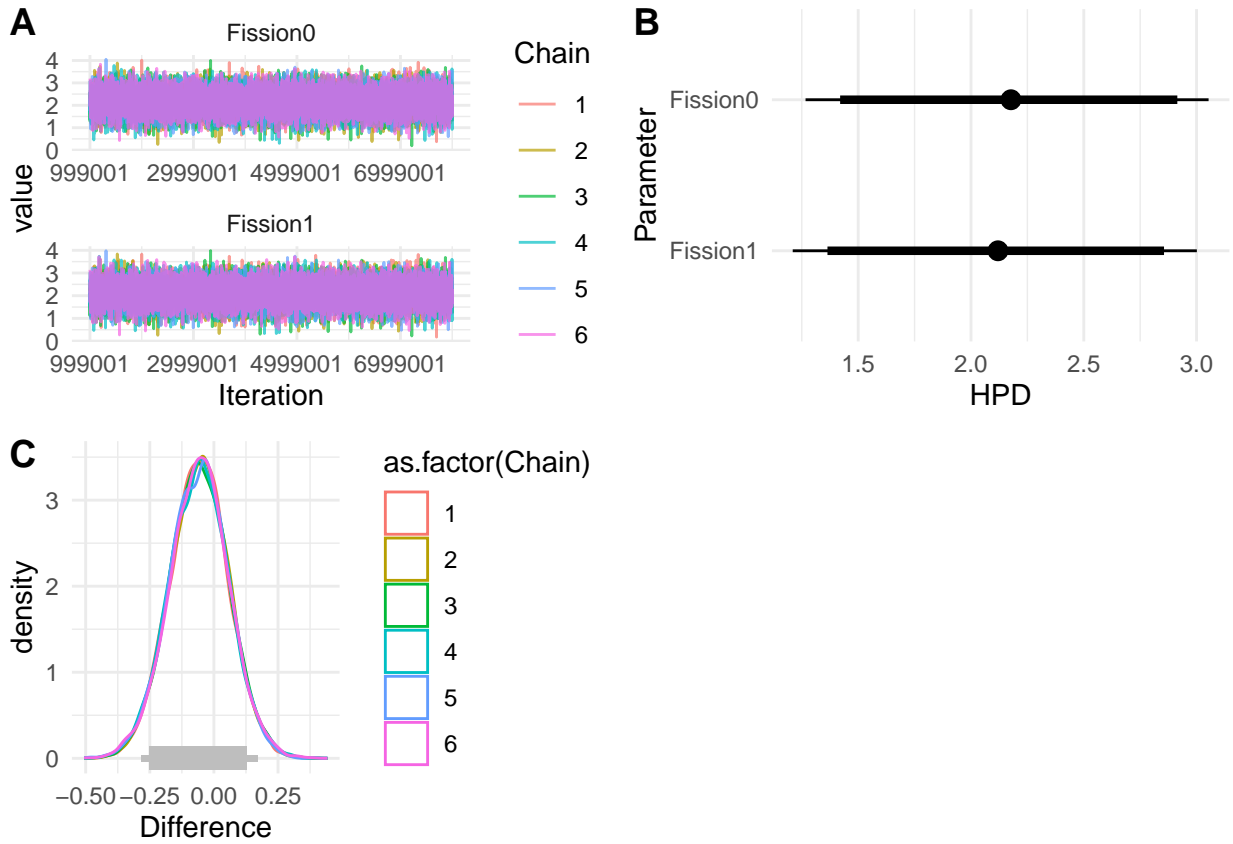 A
Fission0
4
3
2
1
0
999001 2999001 4999001 6999001
value
Fission1
4
3
2
1
0
999001 2999001 4999001 6999001
Iteration
Chain
1
2
3
4
5
6
B
Parameter
Fission0
Fission1
1.5 2.0 2.5 3.0
HPD
C
density
3
2
1
0
−0.50 −0.25 0.00 0.25
Difference
as.factor(Chain)
1
2
3
4
5
6